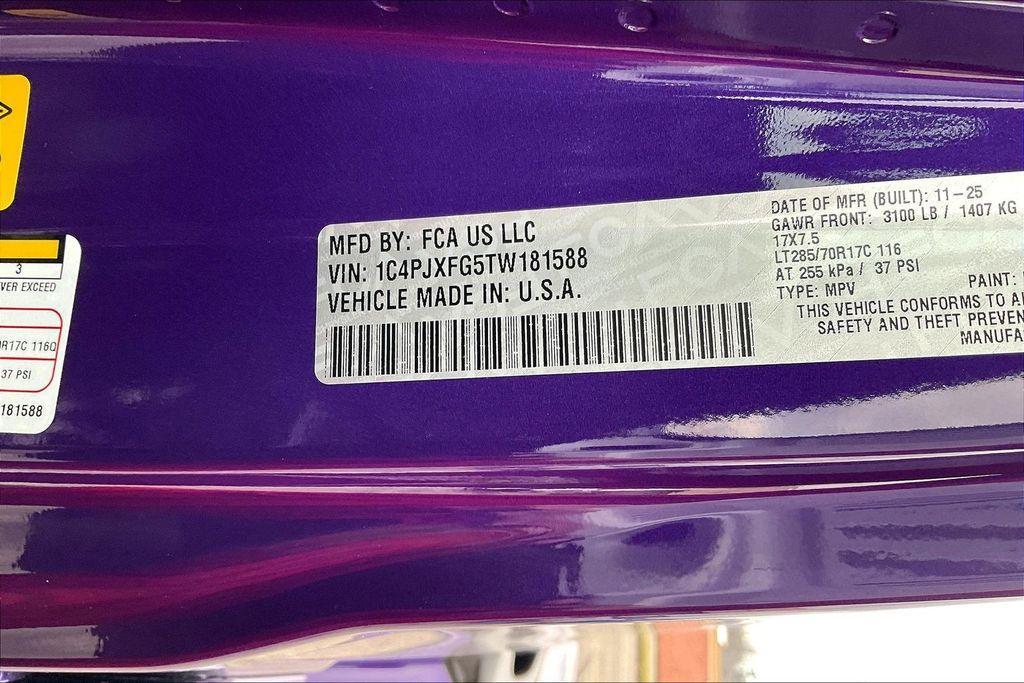 3
VER EXCEED
0R17C 116Q
37 PSI
181588
MFD BY: FCA US LLC
VIN: 1C4PJXFG5TW181588
VEHICLE MADE IN: U.S.A.
DATE OF MFR (BUILT): 11-25
GAWR FRONT: 3100 LB / 1407 KG
17X7.5
LT285/70R17C 116
AT 255 kPa / 37 PSI
TYPE: MPV PAINT:
THIS VEHICLE CONFORMS TO
SAFETY AND THEFT PREVEN
MANUFA